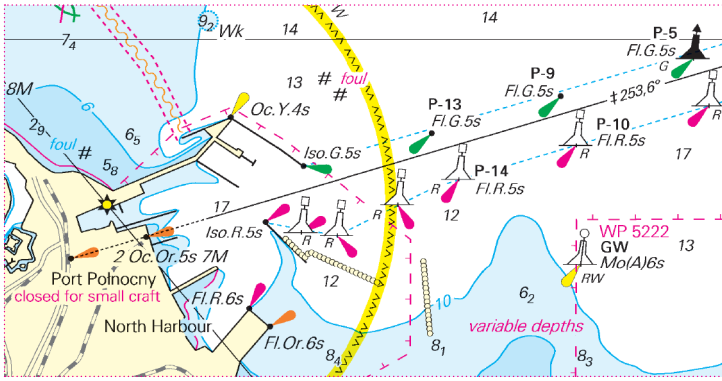 9₂ Wk
14
W
14
P-5
Fl.G.5s
G
7₄
13
# foul
#
P-9
Fl.G.5s
‡253,6°
8M
6
Oc.Y.4s
P-13
Fl.G.5s
P-10
Fl.R.5s
R
R
2₉
foul
#
6₅
5₈
Iso.G.5s
P-14
Fl.R.5s
R
17
17
Iso.R.5s
R
R
R
12
2 Oc.Or.5s 7M
WP 5222
GW
Mo(A)6s
RW
13
Port Północny
closed for small craft
Fl.R.6s
12
10
6₂
North Harbour
Fl.Or.6s
variable depths
8₄
8₁
8₃